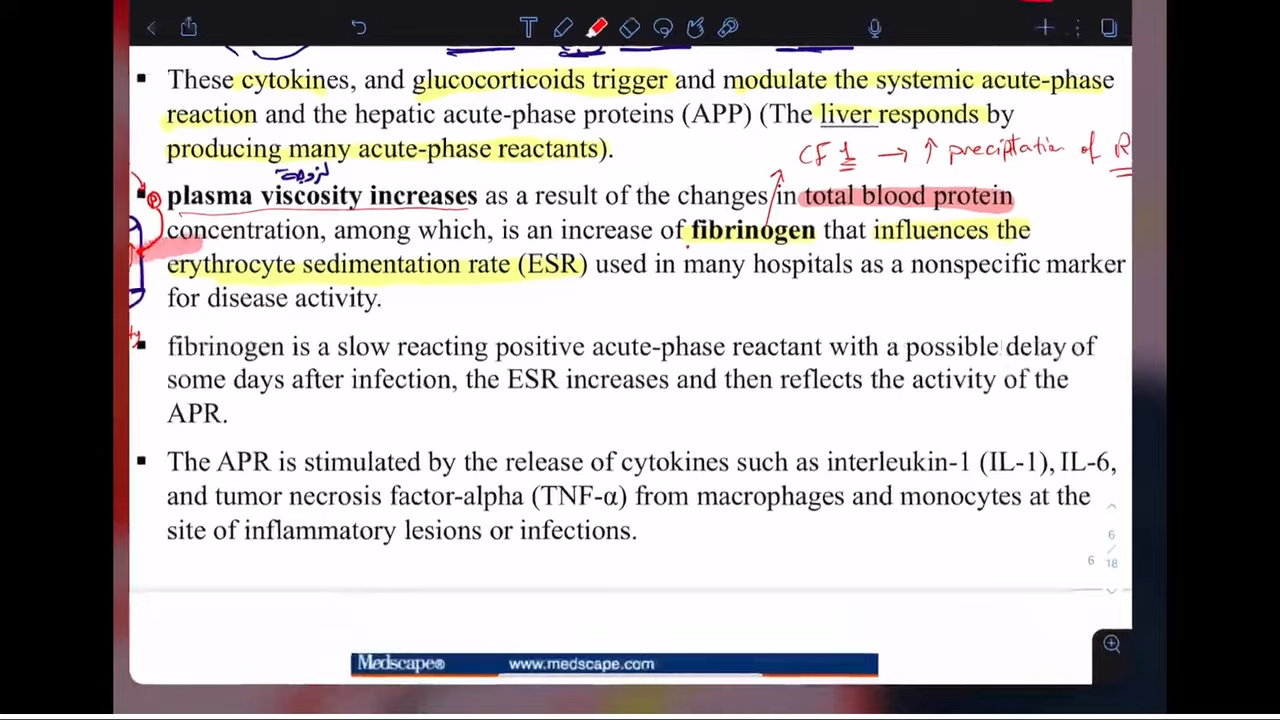 These cytokines, and glucocorticoids trigger and modulate the systemic acute-phase
reaction and the hepatic acute-phase proteins (APP) (The liver responds by
producing many acute-phase reactants).
CF 1 → ↑ precipitation of R
لزوجة
plasma viscosity increases as a result of the changes in total blood protein
concentration, among which, is an increase of fibrinogen that influences the
erythrocyte sedimentation rate (ESR) used in many hospitals as a nonspecific marker
for disease activity.
fibrinogen is a slow reacting positive acute-phase reactant with a possible delay of
some days after infection, the ESR increases and then reflects the activity of the
APR.
The APR is stimulated by the release of cytokines such as interleukin-1 (IL-1), IL-6,
and tumor necrosis factor-alpha (TNF-α) from macrophages and monocytes at the
site of inflammatory lesions or infections.
6
6 / 18
Medscape® www.medscape.com